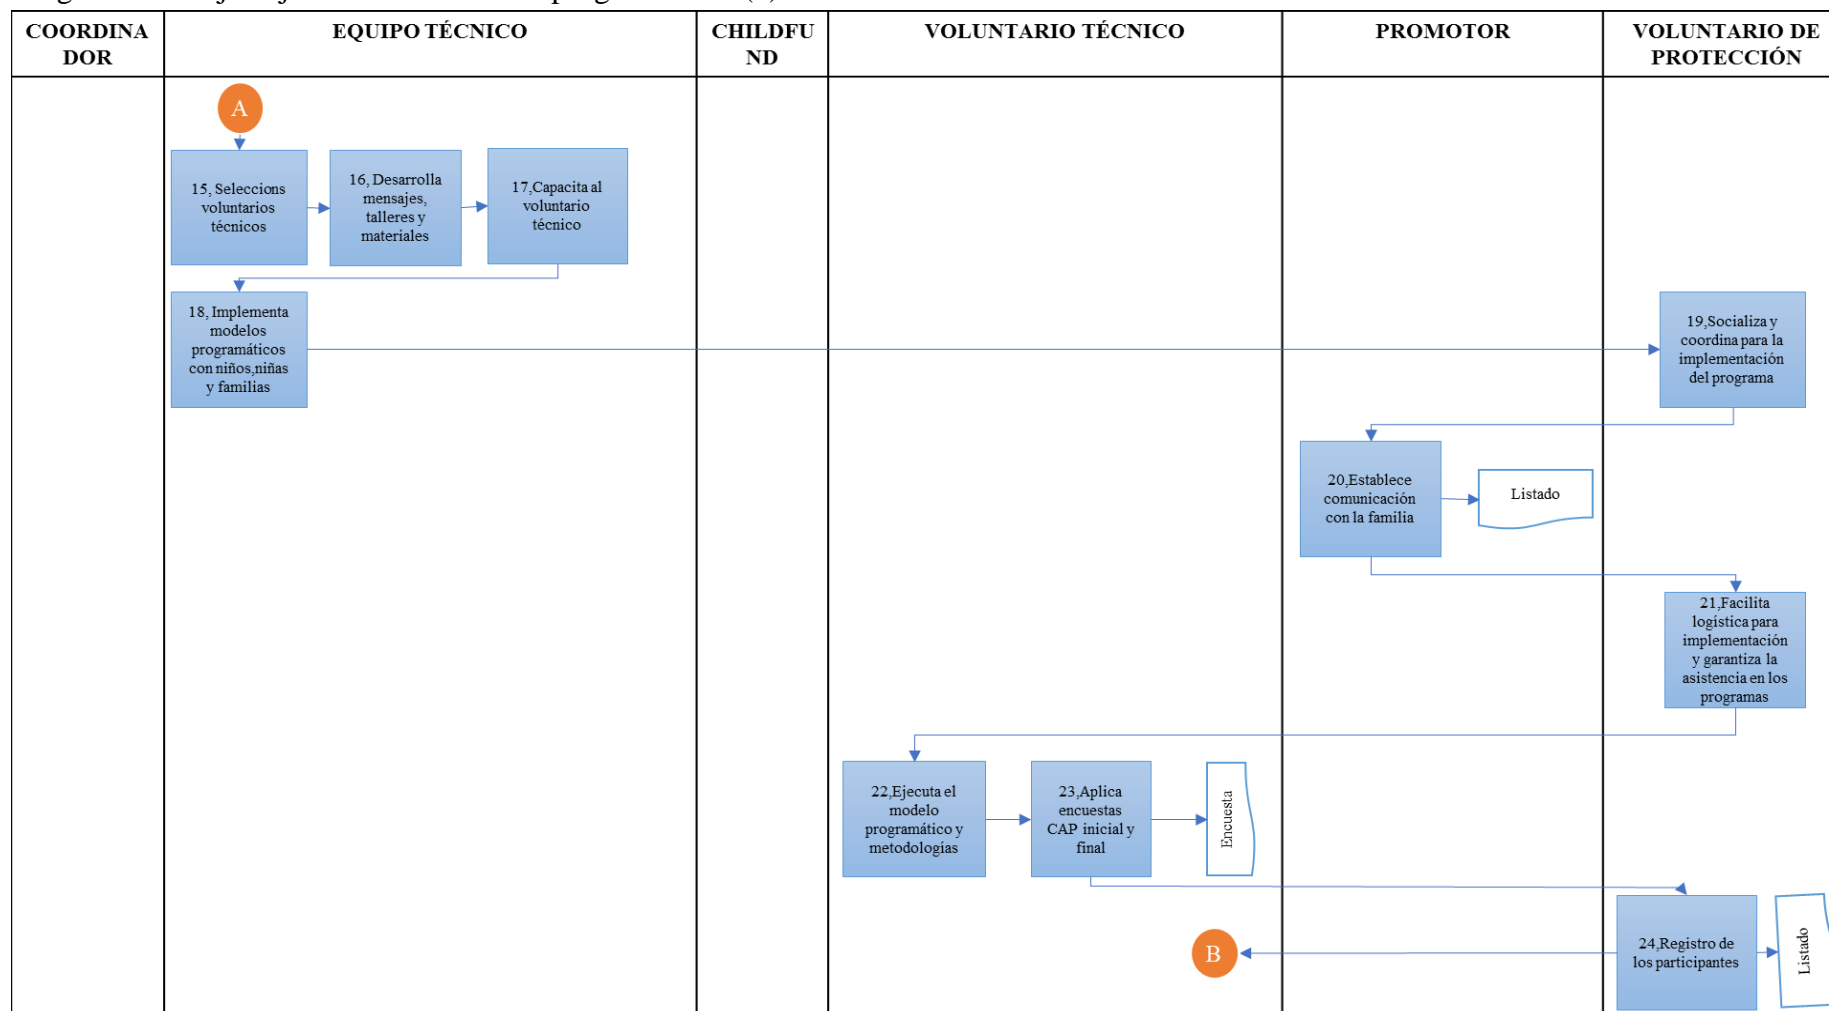 COORDINA
DOR
EQUIPO TÉCNICO
CHILDFU
ND
VOLUNTARIO TÉCNICO
PROMOTOR
VOLUNTARIO DE
PROTECCIÓN
A
15, Seleccions
voluntarios
técnicos
16, Desarrolla
mensajes,
talleres y
materiales
17,Capacita al
voluntario
técnico
18, Implementa
modelos
programáticos
con niños,niñas
y familias
19,Socializa y
coordina para la
implementación
del programa
20,Establece
comunicación
con la familia
Listado
21,Facilita
logística para
implementación
y garantiza la
asistencia en los
programas
22,Ejecuta el
modelo
programático y
metodologías
23,Aplica
encuestas
CAP inicial y
final
Encuesta
24,Registro de
los participantes
Listado
B